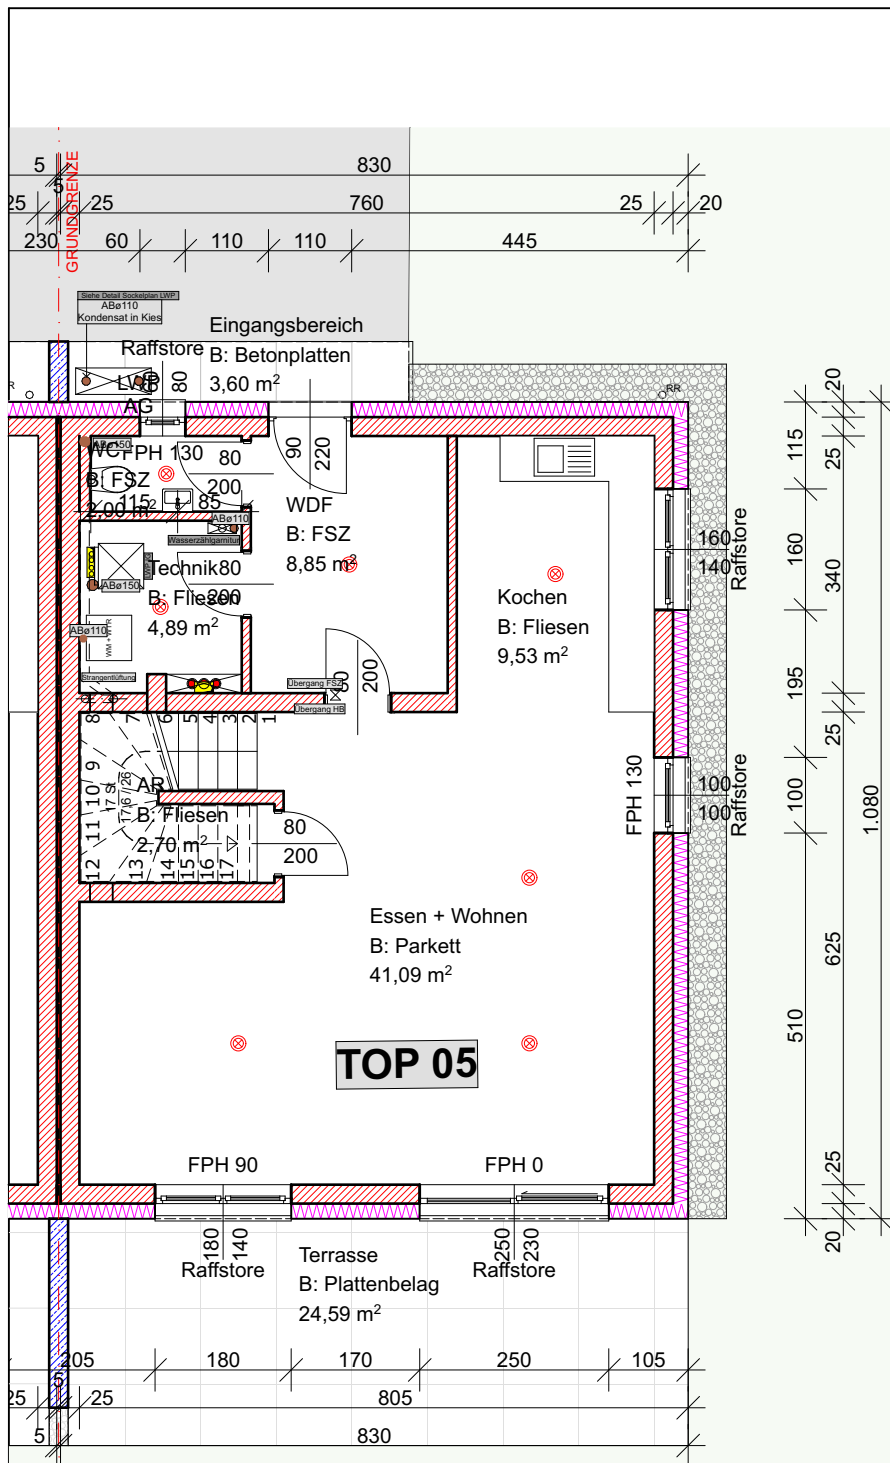 5 830
5
25 25 760 25 20
230 60 110 110 445
GRUNDGRENZE
Siehe Detail Sockelplan LWP
ABø110
Kondensat in Kies
Eingangsbereich
B: Betonplatten
3,60 m²
Raffstore
80
LWP
AG
RR
ABø150
WC
FPH 130
B: FSZ
2,00 m²
115 85
80
200
90
220
ABø110
Wasserzählgarnitur
WDF
B: FSZ
8,85 m²
Technik
B: Fliesen
4,89 m²
80
200
ABø150
ABø110
WM + WTR
Strangentlüftung
Übergang FSZ
Übergang HB
80
200
Kochen
B: Fliesen
9,53 m²
160
140
Raffstore
FPH 130
100
100
Raffstore
8 7 6 5 4 3 2 1
9
10
11
12 13 14 15 16 17
17 St.
17,6 / 26
AR
B: Fliesen
2,70 m²
80
200
Essen + Wohnen
B: Parkett
41,09 m²
TOP 05
FPH 90
FPH 0
180
140
Raffstore
250
230
Raffstore
Terrasse
B: Plattenbelag
24,59 m²
20
115 25
160 340
195
25
100
1.080
625
510
25
20
205 180 170 250 105
5
25 25 805
5 830